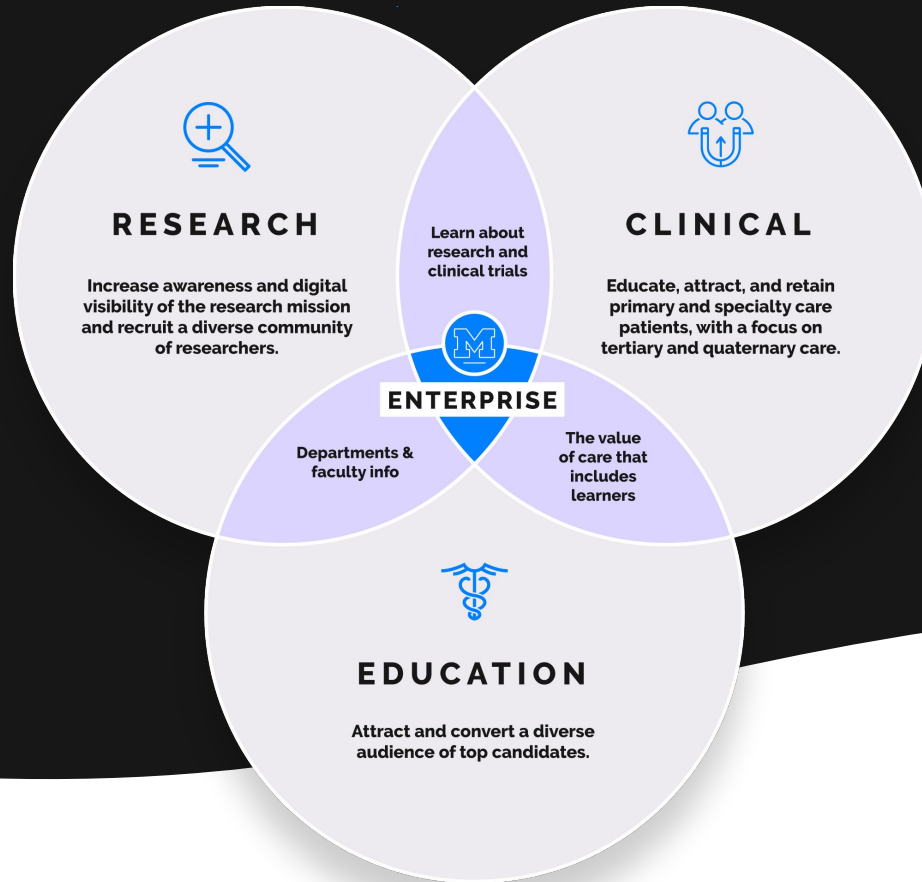 RESEARCH
Increase awareness and digital
visibility of the research mission
and recruit a diverse community
of researchers.
Learn about
research and
clinical trials
CLINICAL
Educate, attract, and retain
primary and specialty care
patients, with a focus on
tertiary and quaternary care.
M
ENTERPRISE
Departments &
faculty info
The value
of care that
includes
learners
EDUCATION
Attract and convert a diverse
audience of top candidates.